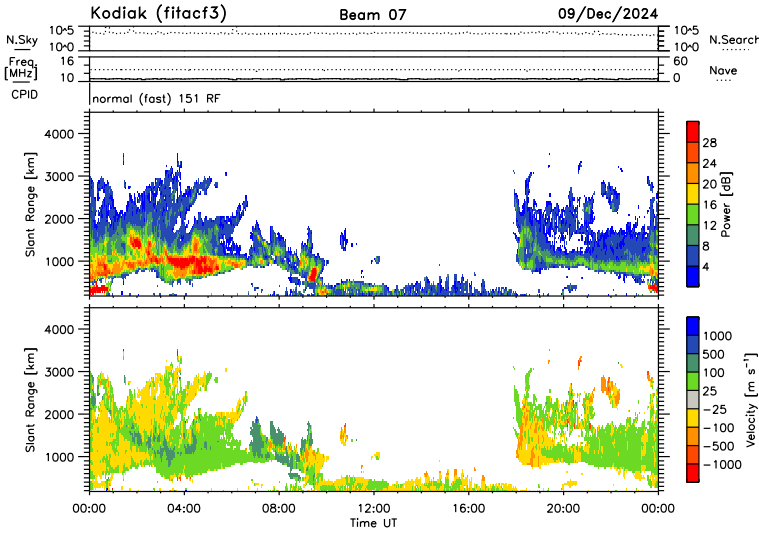 Kodiak (fitacf3) Beam 07 09/Dec/2024
N.Sky 10^5 10^0 10^5 10^0 N.Search
Freq. [MHz] 16 10 60 0 Nave
CPID normal (fast) 151 RF
Slant Range [km] 4000 3000 2000 1000
Power [dB] 28 24 20 16 12 8 4
Slant Range [km] 4000 3000 2000 1000
Velocity [m s⁻¹] 1000 500 100 25 −25 −100 −500 −1000
00:00 04:00 08:00 12:00 16:00 20:00 00:00
Time UT